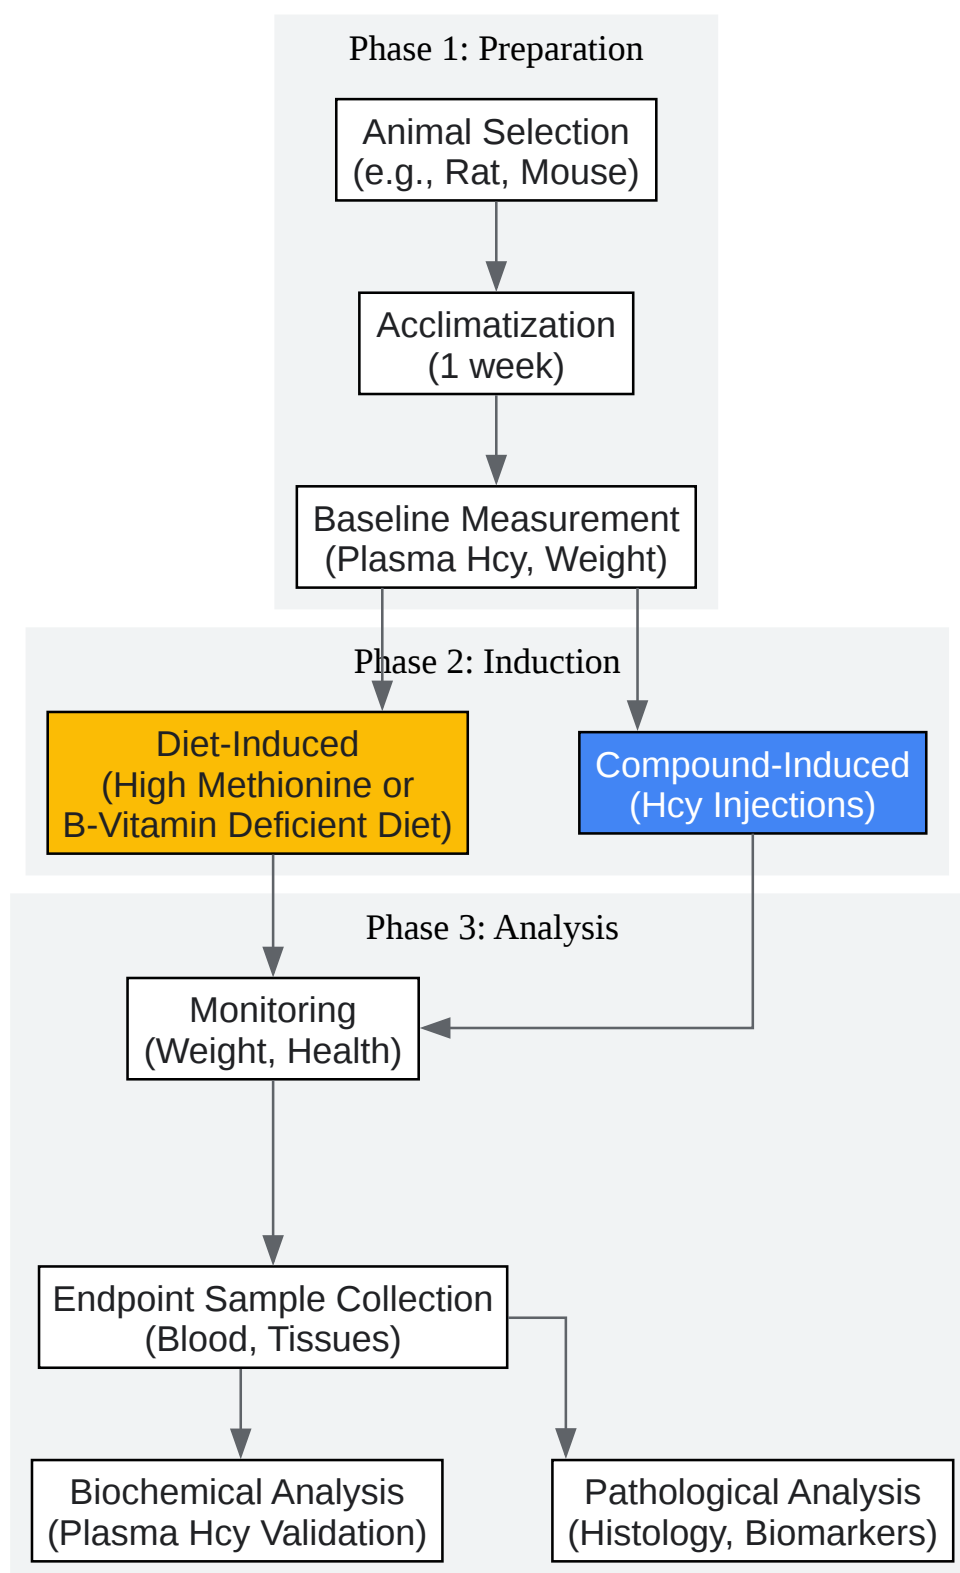 Phase 1: Preparation
Animal Selection
(e.g., Rat, Mouse)
Acclimatization
(1 week)
Baseline Measurement
(Plasma Hcy, Weight)
Phase 2: Induction
Diet-Induced
(High Methionine or
B-Vitamin Deficient Diet)
Compound-Induced
(Hcy Injections)
Phase 3: Analysis
Monitoring
(Weight, Health)
Endpoint Sample Collection
(Blood, Tissues)
Biochemical Analysis
(Plasma Hcy Validation)
Pathological Analysis
(Histology, Biomarkers)